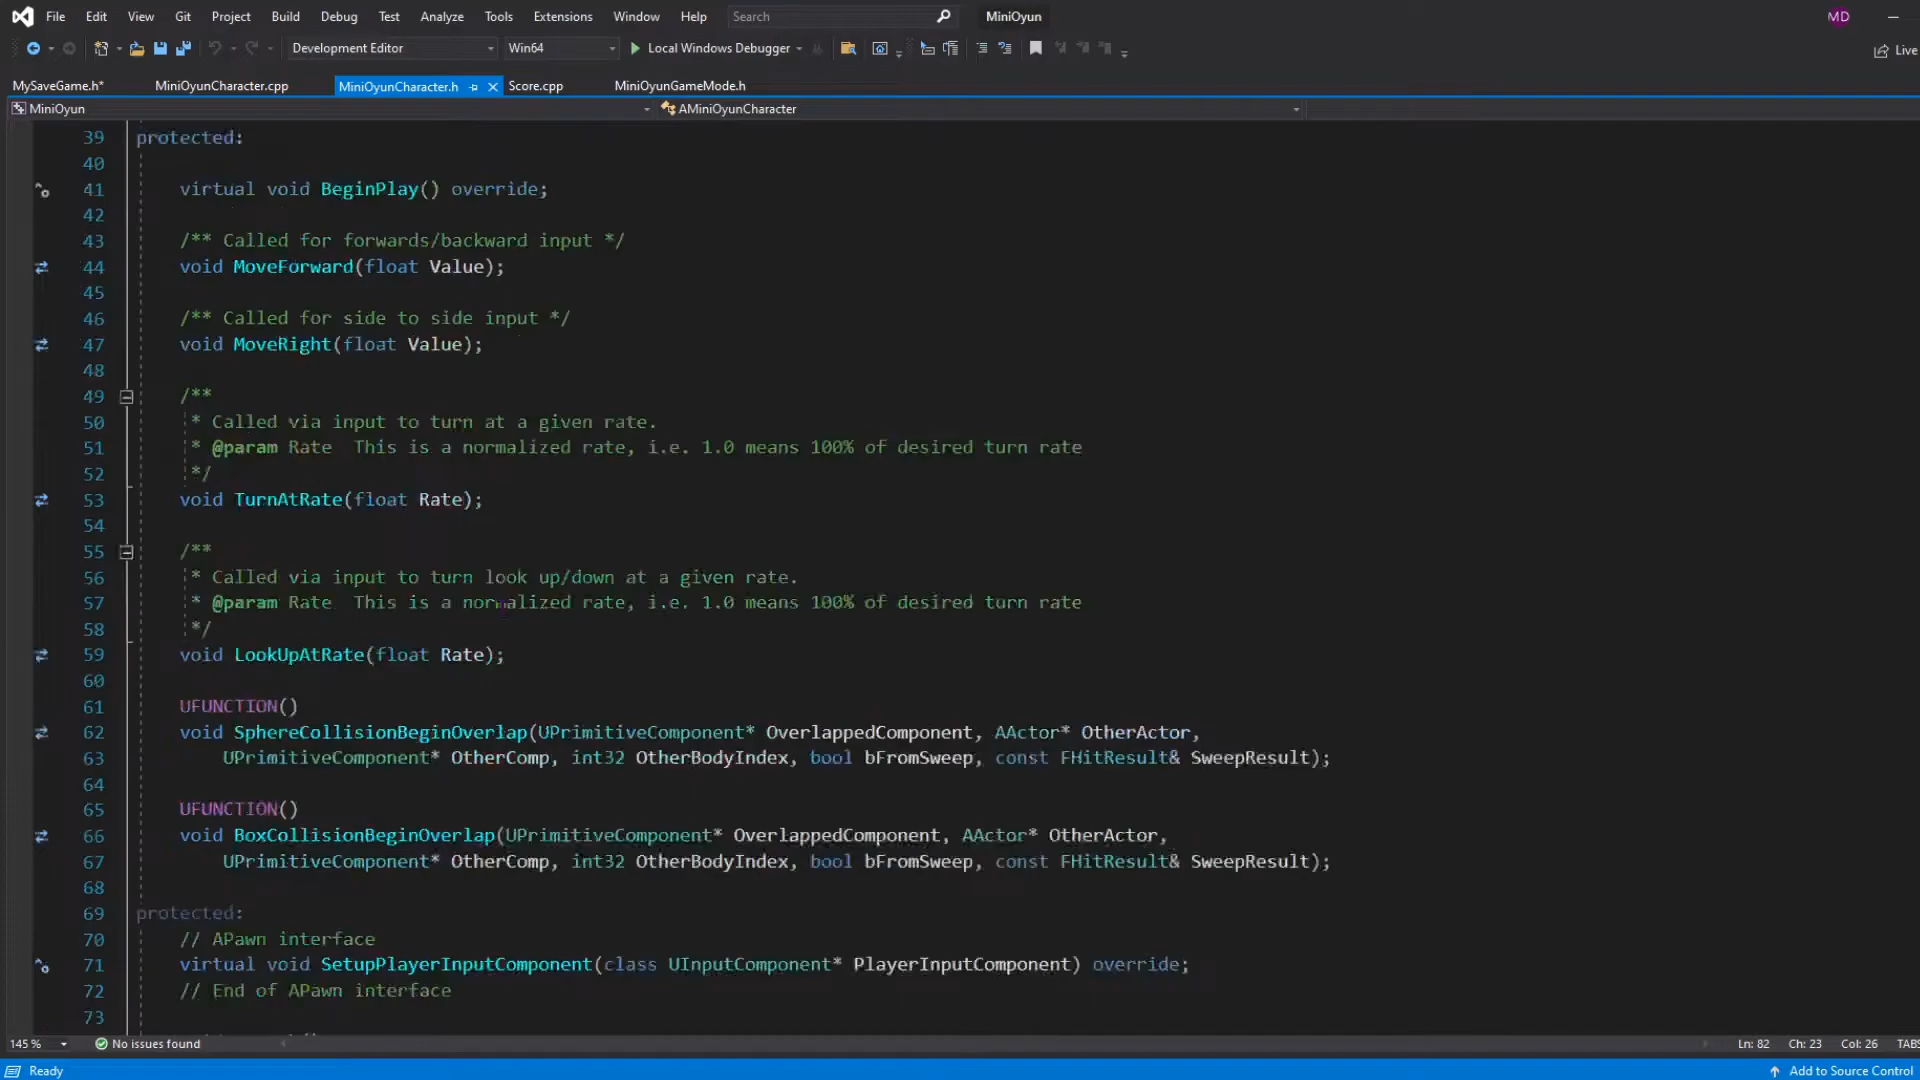 File Edit View Git Project Build Debug Test Analyze Tools Extensions Window Help Search MiniOyun MD
Development Editor Win64 Local Windows Debugger Live
MySaveGame.h* MiniOyunCharacter.cpp MiniOyunCharacter.h Score.cpp MiniOyunGameMode.h
MiniOyun AMiniOyunCharacter
39 protected:
40
41 virtual void BeginPlay() override;
42
43 /** Called for forwards/backward input */
44 void MoveForward(float Value);
45
46 /** Called for side to side input */
47 void MoveRight(float Value);
48
49 /**
50 * Called via input to turn at a given rate.
51 * @param Rate This is a normalized rate, i.e. 1.0 means 100% of desired turn rate
52 */
53 void TurnAtRate(float Rate);
54
55 /**
56 * Called via input to turn look up/down at a given rate.
57 * @param Rate This is a normalized rate, i.e. 1.0 means 100% of desired turn rate
58 */
59 void LookUpAtRate(float Rate);
60
61 UFUNCTION()
62 void SphereCollisionBeginOverlap(UPrimitiveComponent* OverlappedComponent, AActor* OtherActor,
63 UPrimitiveComponent* OtherComp, int32 OtherBodyIndex, bool bFromSweep, const FHitResult& SweepResult);
64
65 UFUNCTION()
66 void BoxCollisionBeginOverlap(UPrimitiveComponent* OverlappedComponent, AActor* OtherActor,
67 UPrimitiveComponent* OtherComp, int32 OtherBodyIndex, bool bFromSweep, const FHitResult& SweepResult);
68
69 protected:
70 // APawn interface
71 virtual void SetupPlayerInputComponent(class UInputComponent* PlayerInputComponent) override;
72 // End of APawn interface
73
145 % No issues found Ln: 82 Ch: 23 Col: 26 TABS
Ready Add to Source Control